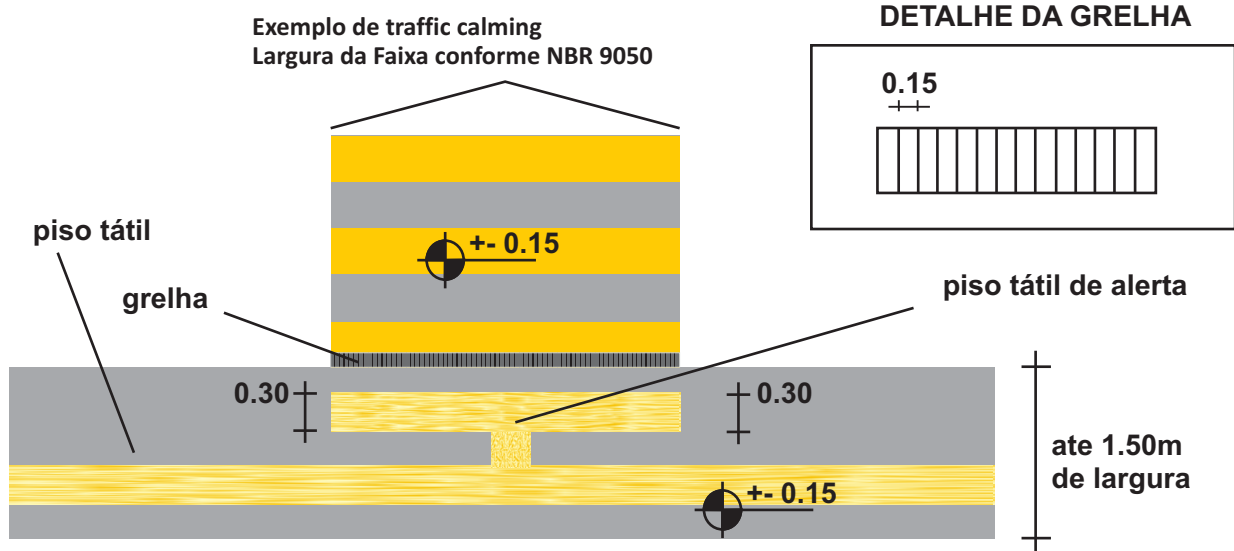 Exemplo de traffic calming
Largura da Faixa conforme NBR 9050
DETALHE DA GRELHA
0.15
piso tátil
+- 0.15
grelha
piso tátil de alerta
0.30
0.30
ate 1.50m
de largura
+- 0.15